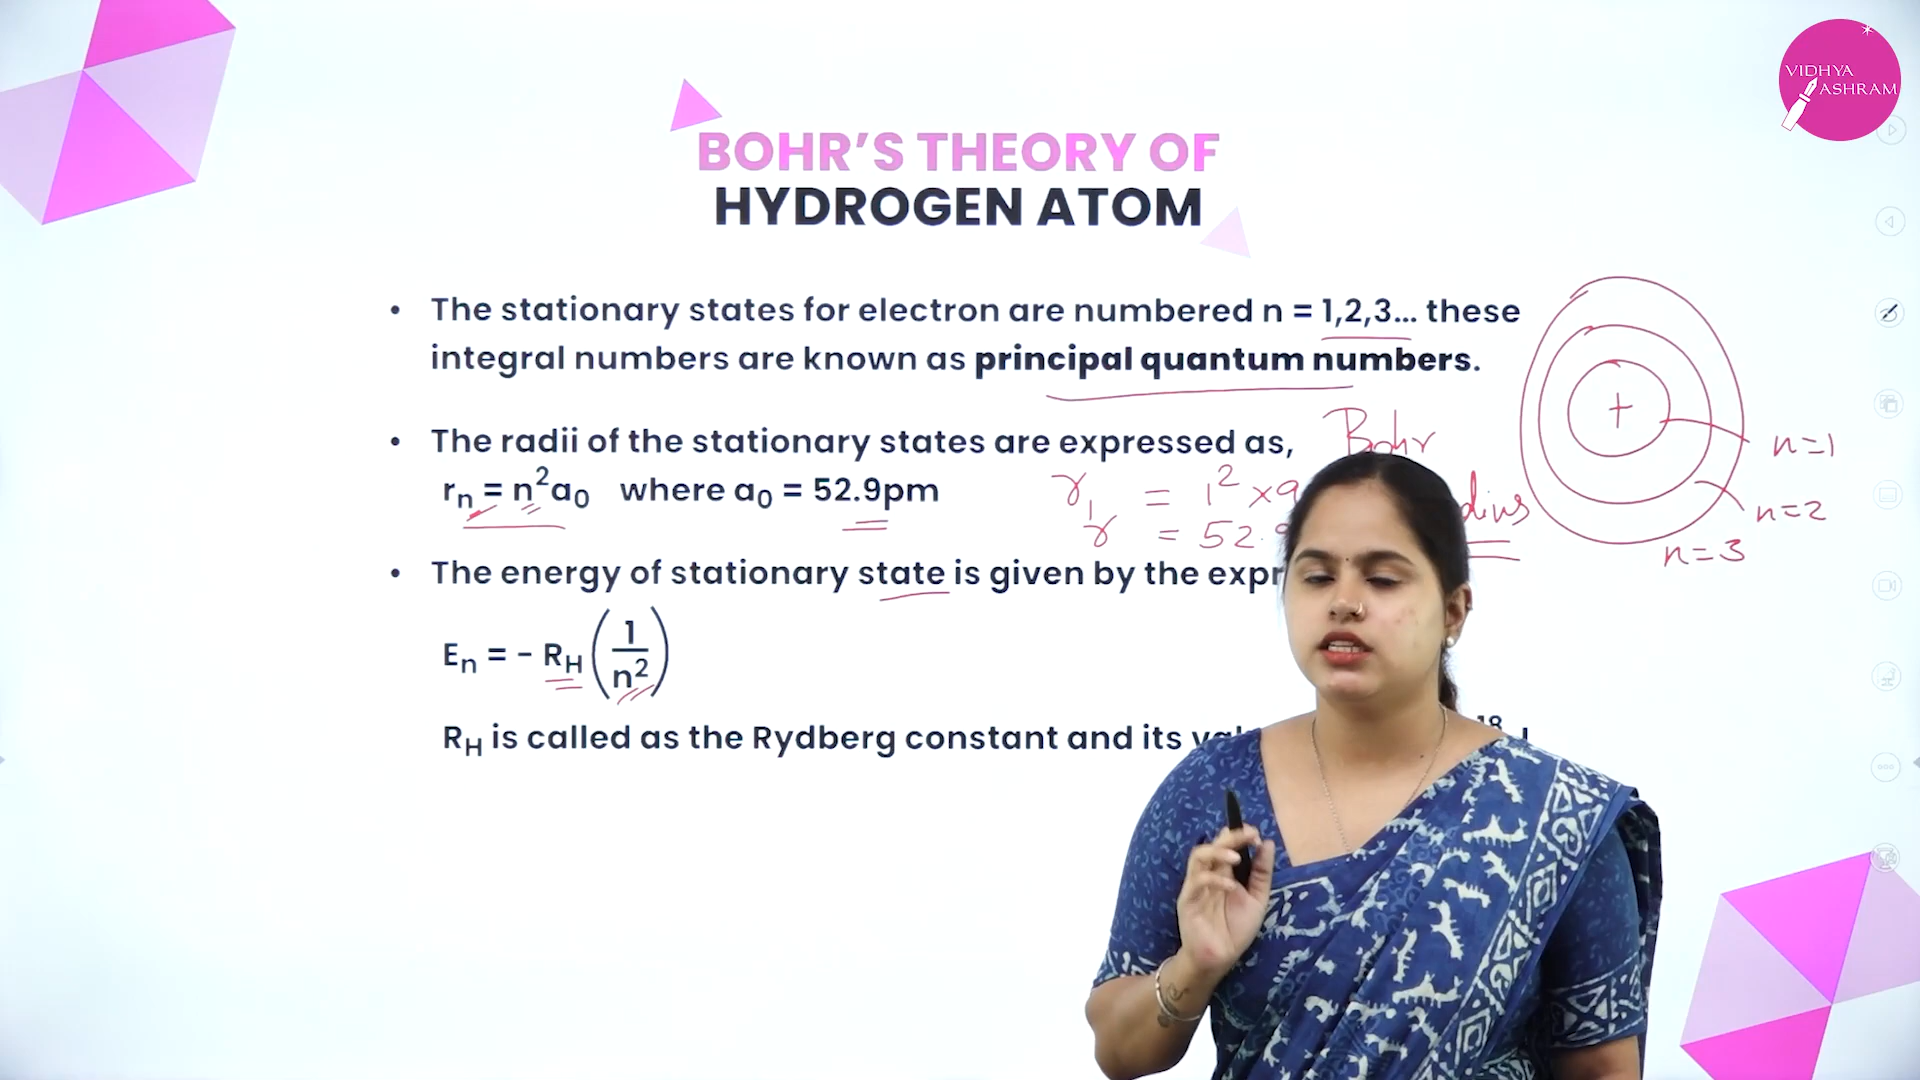 VIDHYA
ASHRAM
BOHR’S THEORY OF
HYDROGEN ATOM
• The stationary states for electron are numbered n = 1,2,3... these
integral numbers are known as principal quantum numbers.
• The radii of the stationary states are expressed as,
Bohr
rₙ = n²a₀ where a₀ = 52.9pm
r₁ = 1² ×
r = 52.
n=1
n=2
n=3
• The energy of stationary state is given by the
Eₙ = - R_H (1/n²)
R_H is called as the Rydberg constant and its
18
J